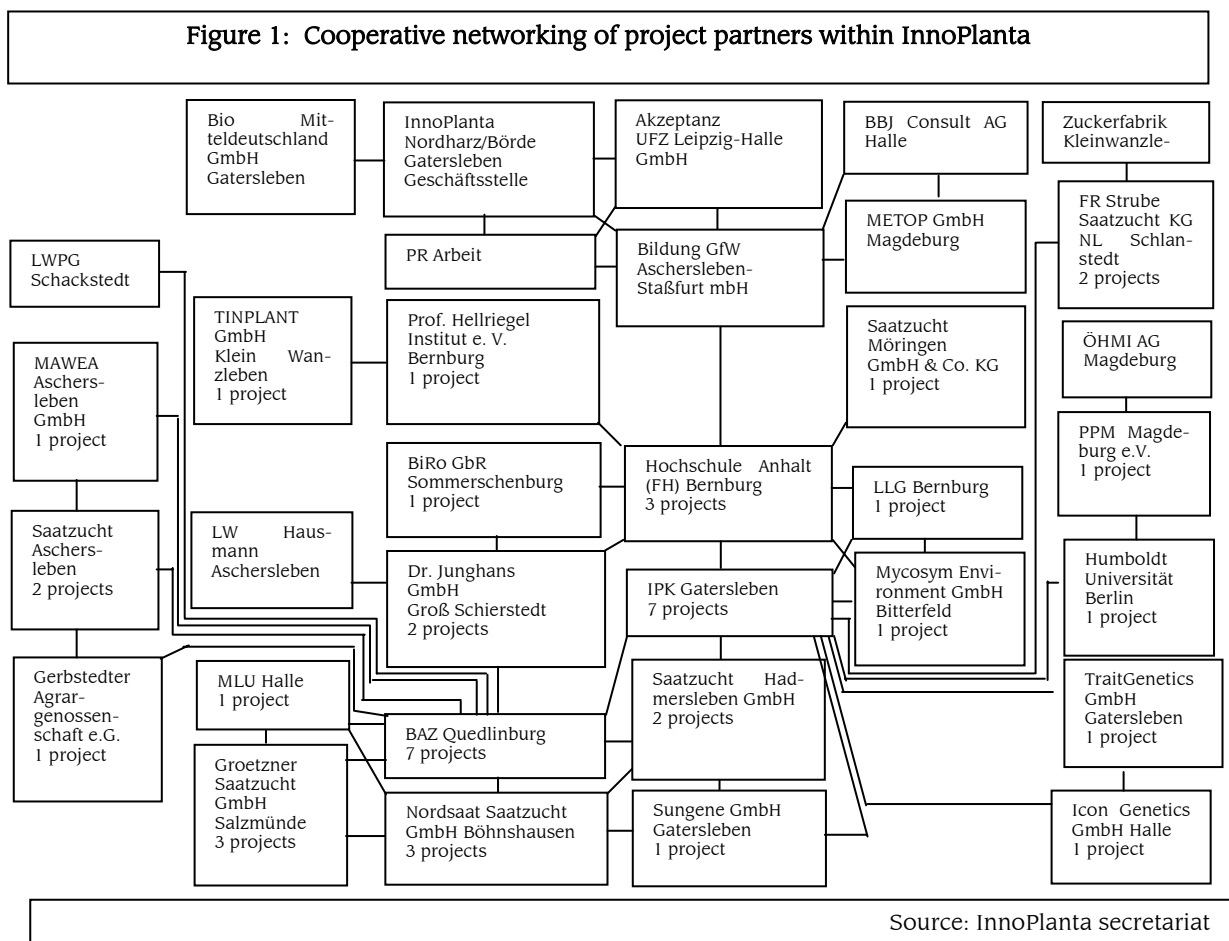 Figure 1: Cooperative networking of project partners within InnoPlanta
Bio Mit-
teldeutschland
GmbH
Gatersleben
InnoPlanta
Nordharz/Börde
Gatersleben
Geschäftsstelle
Akzeptanz
UFZ Leipzig-Halle
GmbH
BBJ Consult AG
Halle
Zuckerfabrik
Kleinwanzle-
FR Strube
Saatzucht KG
NL Schlan-
stedt
2 projects
METOP GmbH
Magdeburg
PR Arbeit
Bildung GfW
Aschersleben-
Staßfurt mbH
LWPG
Schackstedt
TINPLANT
GmbH
Klein Wan-
zleben
1 project
Prof. Hellriegel
Institut e. V.
Bernburg
1 project
Saatzucht
Möringen
GmbH & Co. KG
1 project
ÖHMI AG
Magdeburg
MAWEA
Aschers-
leben
GmbH
1 project
PPM Magde-
burg e.V.
1 project
BiRo GbR
Sommerschenburg
1 project
Hochschule Anhalt
(FH) Bernburg
3 projects
LLG Bernburg
1 project
Saatzucht
Aschers-
leben
2 projects
LW Haus-
mann
Aschersleben
Dr. Junghans
GmbH
Groß Schierstedt
2 projects
IPK Gatersleben
7 projects
Mycosym Envi-
ronment GmbH
Bitterfeld
1 project
Humboldt
Universität
Berlin
1 project
Gerbstedter
Agrar-
genossen-
schaft e.G.
1 project
MLU Halle
1 project
BAZ Quedlinburg
7 projects
Saatzucht Had-
mersleben GmbH
2 projects
TraitGenetics
GmbH
Gatersleben
1 project
Groetzner
Saatzucht
GmbH
Salzmünde
3 projects
Nordsaat Saatzucht
GmbH Böhnshausen
3 projects
Sungene GmbH
Gatersleben
1 project
Icon Genetics
GmbH Halle
1 project
Source: InnoPlanta secretariat